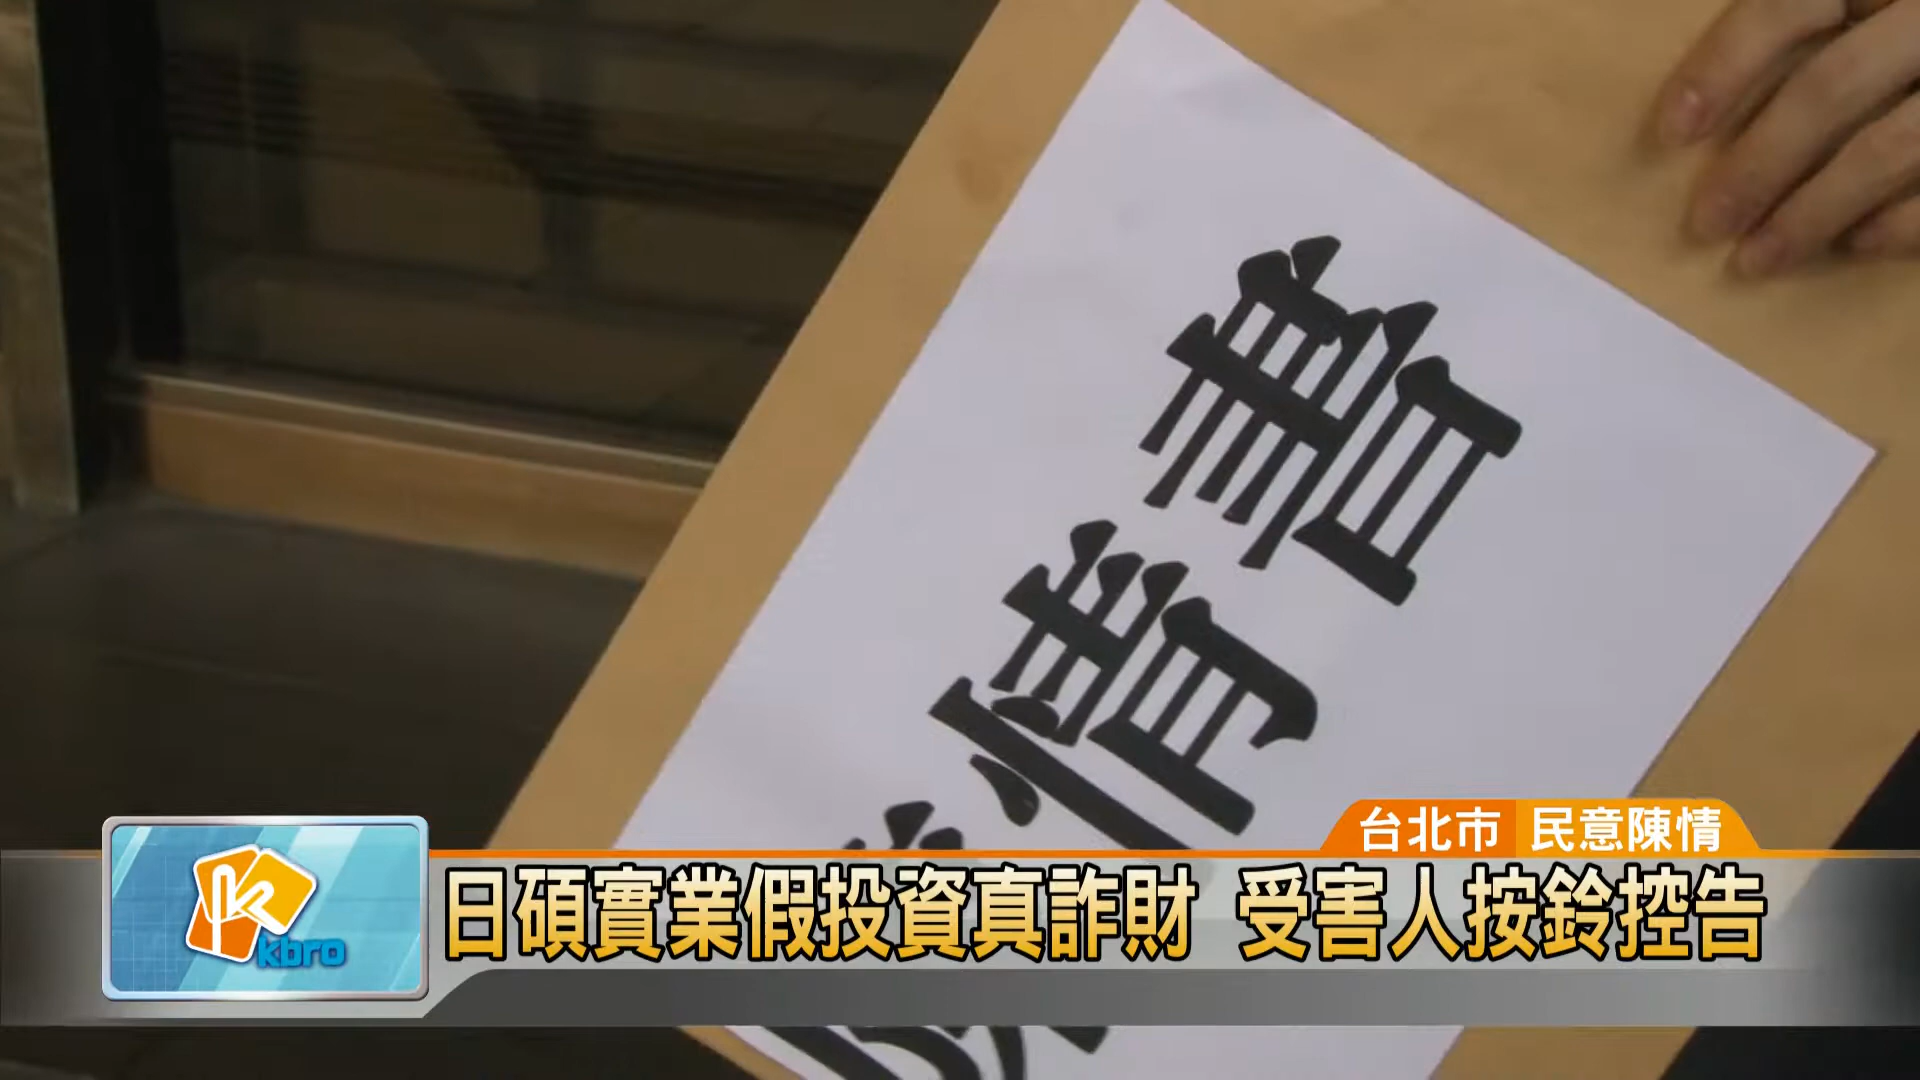 情書
台北市 民意陳情
日碩實業假投資真詐財 受害人按鈴控告
kbro